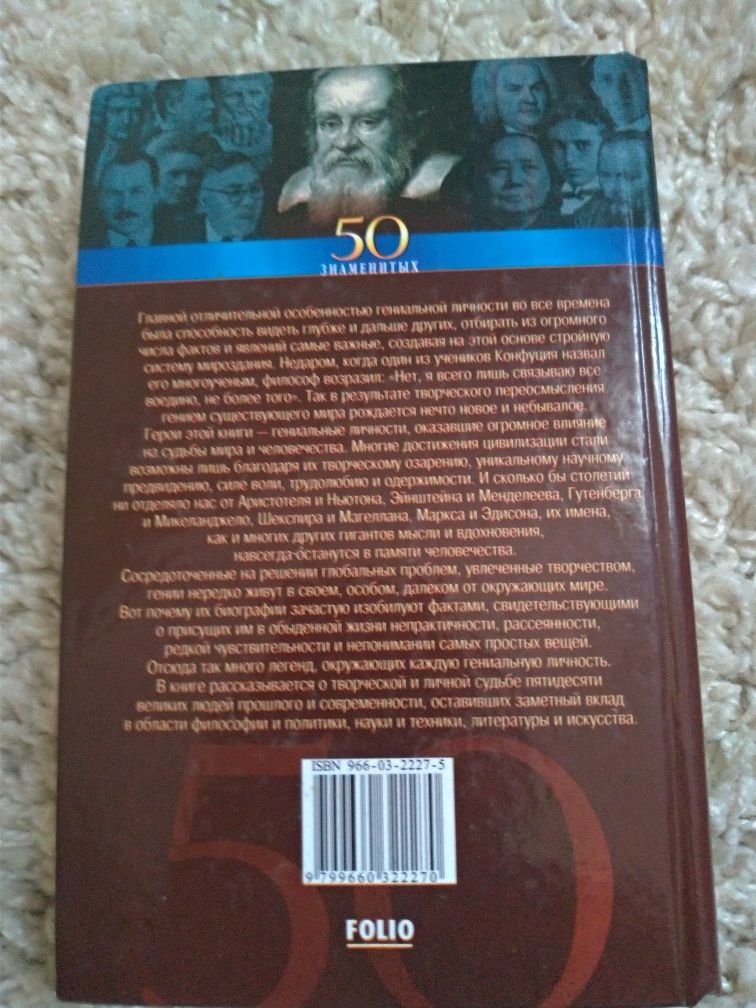 50
ЗНАМЕНИТЫХ
Главной отличительной особенностью гениальной личности во все времена
была способность видеть глубже и дальше других, отбирать из огромного
числа фактов и явлений самые важные, создавая на этой основе стройную
систему мироздания. Недаром, когда один из учеников Конфуция назвал
его многоученым, философ возразил: «Нет, я всего лишь связываю все
воедино, не более того». Так в результате творческого переосмысления
гением существующего мира рождается нечто новое и небывалое.
Герои этой книги — гениальные личности, оказавшие огромное влияние
на судьбы мира и человечества. Многие достижения цивилизации стали
возможны лишь благодаря их творческому озарению, уникальному научному
предвидению, силе воли, трудолюбию и одержимости. И сколько бы столетий
ни отделяло нас от Аристотеля и Ньютона, Эйнштейна и Менделеева, Гутенберга
и Микеланджело, Шекспира и Магеллана, Маркса и Эдисона, их имена,
как и многих других гигантов мысли и вдохновения,
навсегда останутся в памяти человечества.
Сосредоточенные на решении глобальных проблем, увлеченные творчеством,
гении нередко живут в своем, особом, далеком от окружающих мире.
Вот почему их биографии зачастую изобилуют фактами, свидетельствующими
о присущих им в обыденной жизни непрактичности, рассеянности,
редкой чувствительности и непонимании самых простых вещей.
Отсюда так много легенд, окружающих каждую гениальную личность.
В книге рассказывается о творческой и личной судьбе пятидесяти
великих людей прошлого и современности, оставивших заметный вклад
в области философии и политики, науки и техники, литературы и искусства.
50
ISBN 966-03-2227-5
9 799660 322270
FOLIO